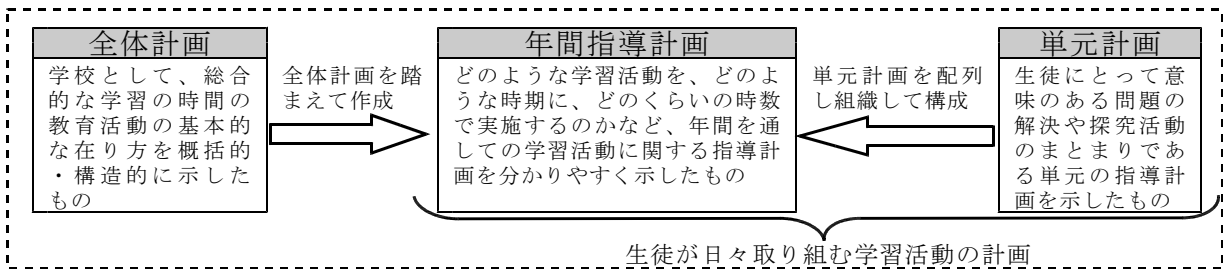 全体計画
学校として、総合
的な学習の時間の
教育活動の基本的
な在り方を概括的
・構造的に示した
もの
全体計画を踏
まえて作成
年間指導計画
どのような学習活動を、どのよ
うな時期に、どのくらいの時数
で実施するのかなど、年間を通
しての学習活動に関する指導計
画を分かりやすく示したもの
単元計画を配列
し組織して構成
単元計画
生徒にとって意
味のある問題の
解決や探究活動
のまとまりであ
る単元の指導計
画を示したもの
生徒が日々取り組む学習活動の計画